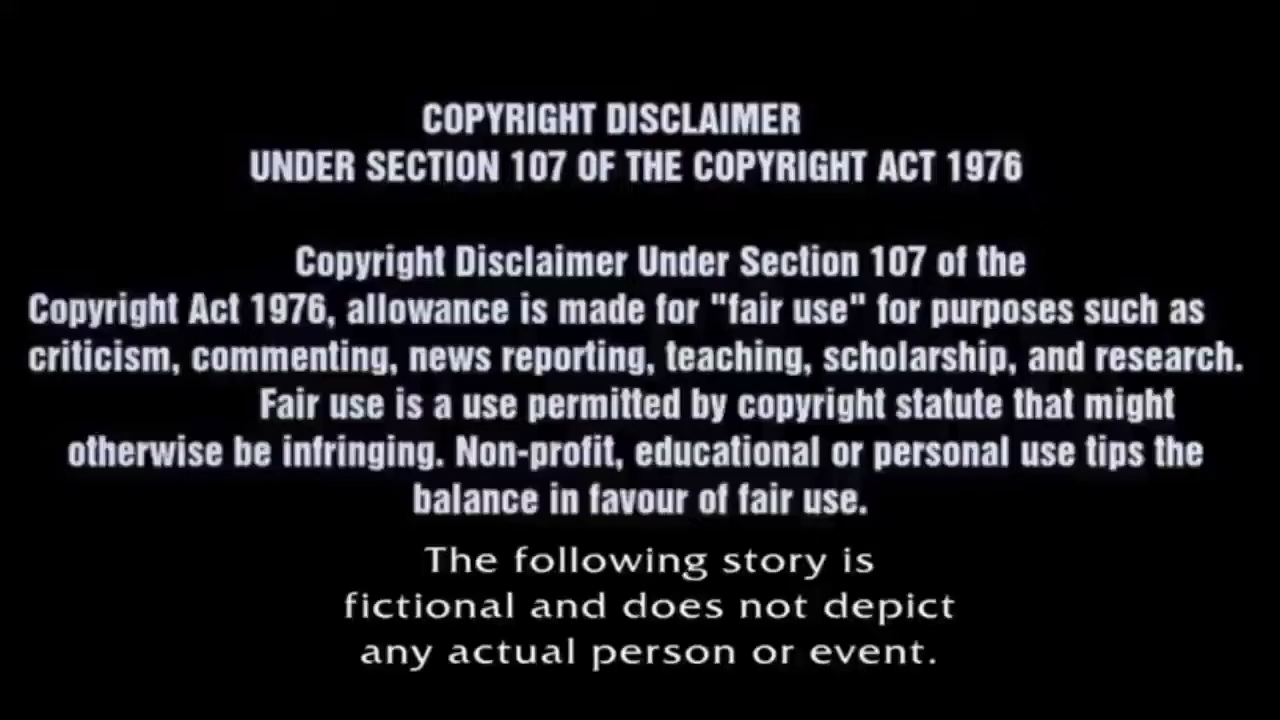 COPYRIGHT DISCLAIMER
UNDER SECTION 107 OF THE COPYRIGHT ACT 1976
Copyright Disclaimer Under Section 107 of the
Copyright Act 1976, allowance is made for "fair use" for purposes such as
criticism, commenting, news reporting, teaching, scholarship, and research.
Fair use is a use permitted by copyright statute that might
otherwise be infringing. Non-profit, educational or personal use tips the
balance in favour of fair use.
The following story is
fictional and does not depict
any actual person or event.